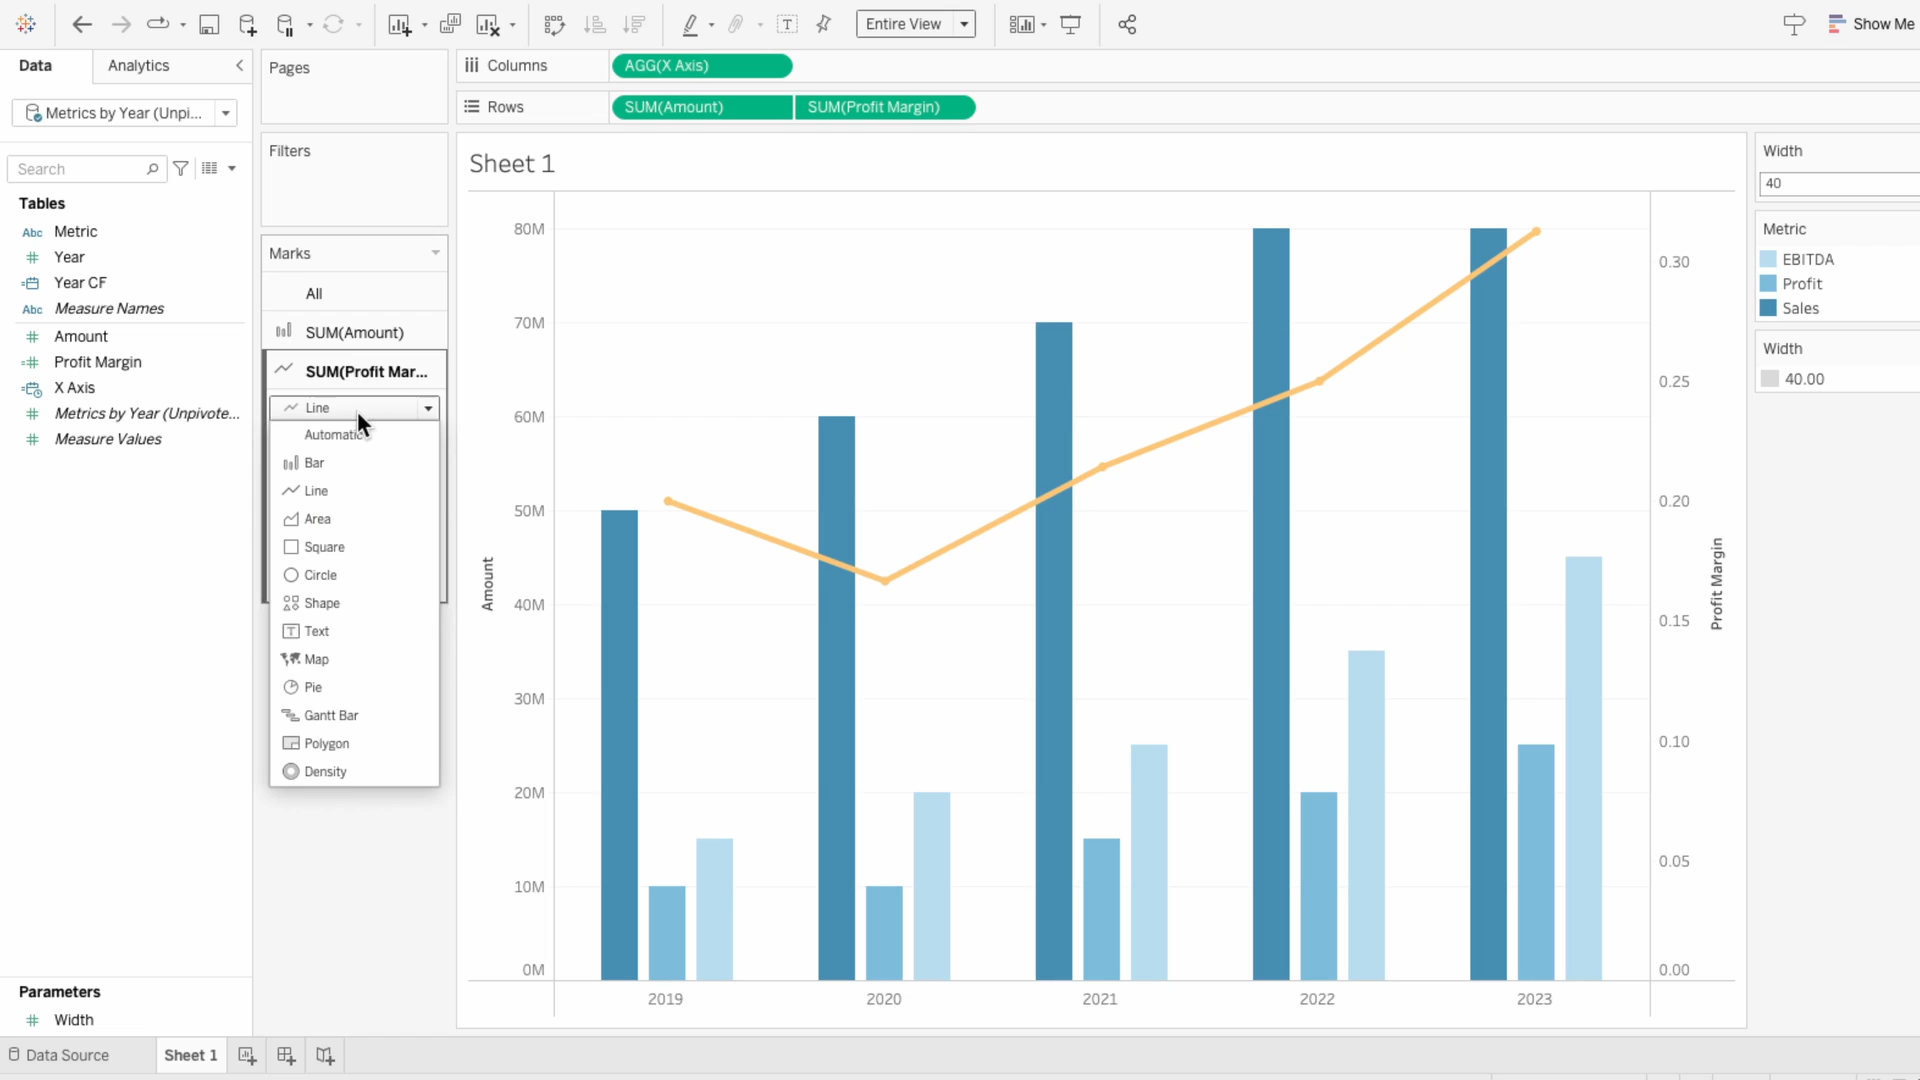 Entire View
Show Me
Data
Analytics
Pages
Columns
AGG(X Axis)
Metrics by Year (Unpi...
Rows
SUM(Amount)
SUM(Profit Margin)
Search
Filters
Sheet 1
Width
40
Tables
Metric
Year
Year CF
Measure Names
Amount
Profit Margin
X Axis
Metrics by Year (Unpivote...
Measure Values
Abc
Abc
Marks
All
SUM(Amount)
SUM(Profit Mar...
Line
Automatic
Bar
Line
Area
Square
Circle
Shape
Text
Map
Pie
Gantt Bar
Polygon
Density
80M
70M
60M
50M
40M
30M
20M
10M
0M
Amount
0.30
0.25
0.20
0.15
0.10
0.05
0.00
Profit Margin
2019
2020
2021
2022
2023
Metric
EBITDA
Profit
Sales
Width
40.00
Parameters
Width
Data Source
Sheet 1